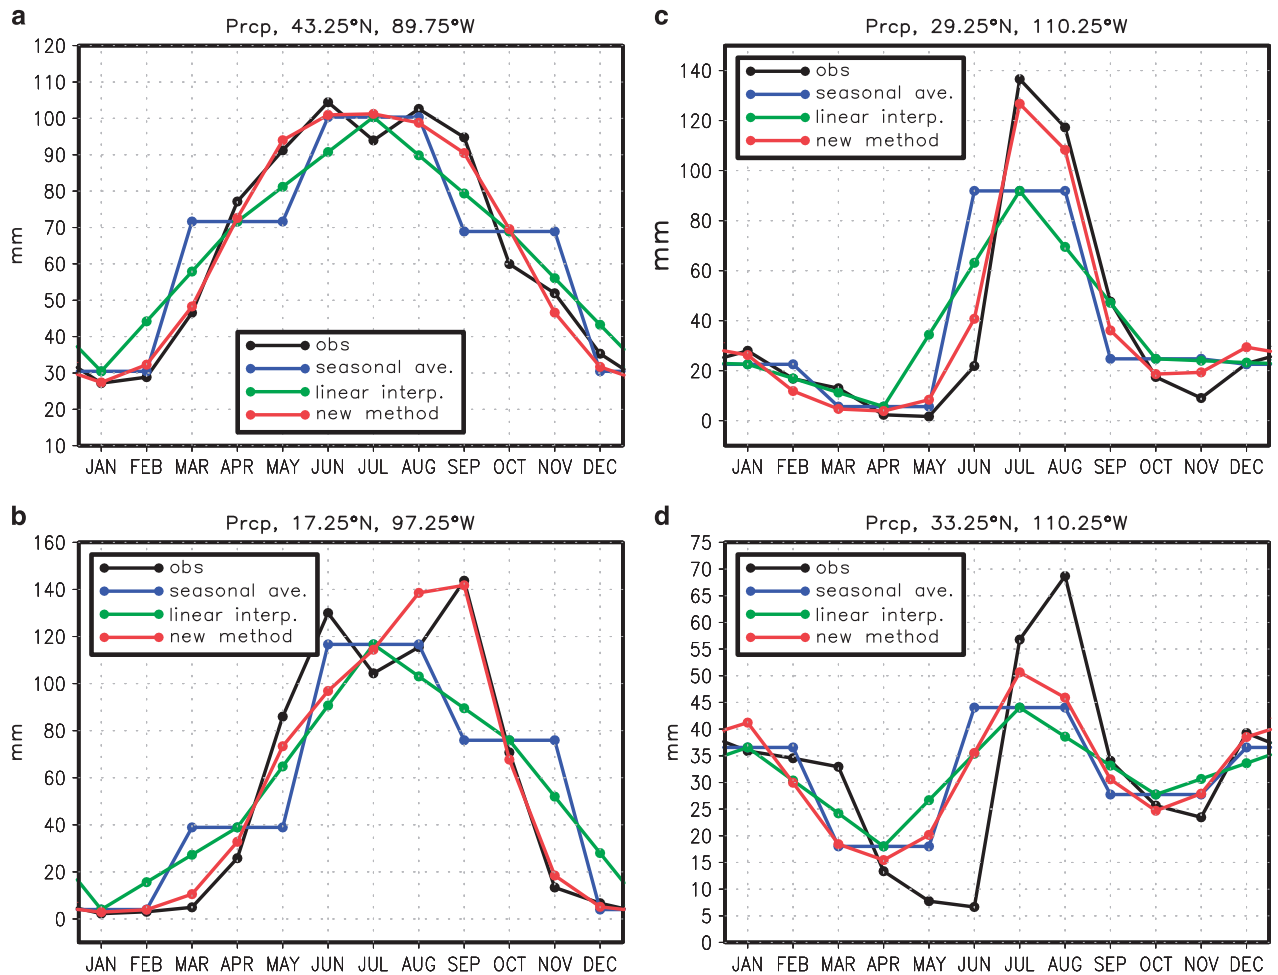 a
Prcp, 43.25°N, 89.75°W
120
110
100
90
80
70
60
50
40
30
20
10
mm
obs
seasonal ave.
linear interp.
new method
JAN FEB MAR APR MAY JUN JUL AUG SEP OCT NOV DEC
c
Prcp, 29.25°N, 110.25°W
140
120
100
80
60
40
20
0
mm
obs
seasonal ave.
linear interp.
new method
JAN FEB MAR APR MAY JUN JUL AUG SEP OCT NOV DEC
b
Prcp, 17.25°N, 97.25°W
160
140
120
100
80
60
40
20
0
mm
obs
seasonal ave.
linear interp.
new method
JAN FEB MAR APR MAY JUN JUL AUG SEP OCT NOV DEC
d
Prcp, 33.25°N, 110.25°W
75
70
65
60
55
50
45
40
35
30
25
20
15
10
5
0
mm
obs
seasonal ave.
linear interp.
new method
JAN FEB MAR APR MAY JUN JUL AUG SEP OCT NOV DEC